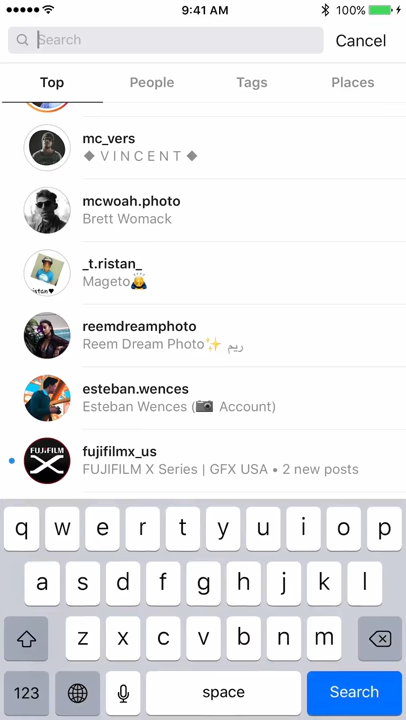 9:41 AM
100%
Search
Cancel
Top People Tags Places
mc_vers
◆ V I N C E N T ◆
mcwoah.photo
Brett Womack
_t.ristan_
Mageto🙇
ristan♥
reemdreamphoto
Reem Dream Photo✨ ريم
esteban.wences
Esteban Wences (📷 Account)
FUJIFILM
X
fujifilmx_us
FUJIFILM X Series | GFX USA • 2 new posts
q w e r t y u i o p
a s d f g h j k l
z x c v b n m
123
space
Search